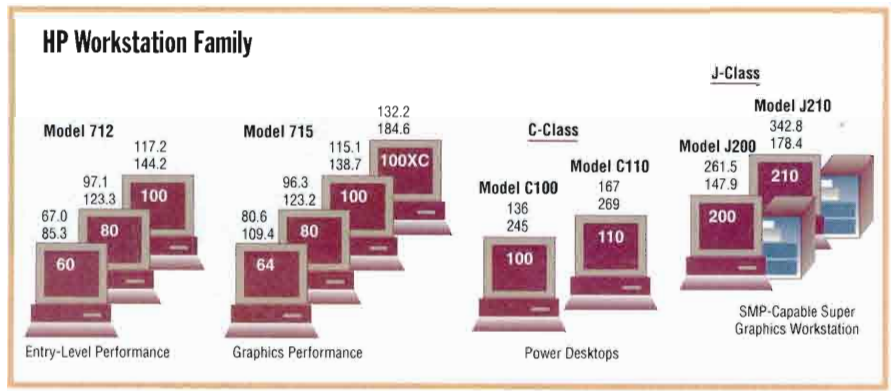 HP Workstation Family
Model 712
67.0
85.3
60
97.1
123.3
80
117.2
144.2
100
Entry-Level Performance
Model 715
80.6
109.4
64
96.3
123.2
80
115.1
138.7
100
132.2
184.6
100XC
Graphics Performance
C-Class
Model C100
136
245
100
Model C110
167
269
110
Power Desktops
J-Class
Model J200
261.5
147.9
200
Model J210
342.8
178.4
210
SMP-Capable Super
Graphics Workstation